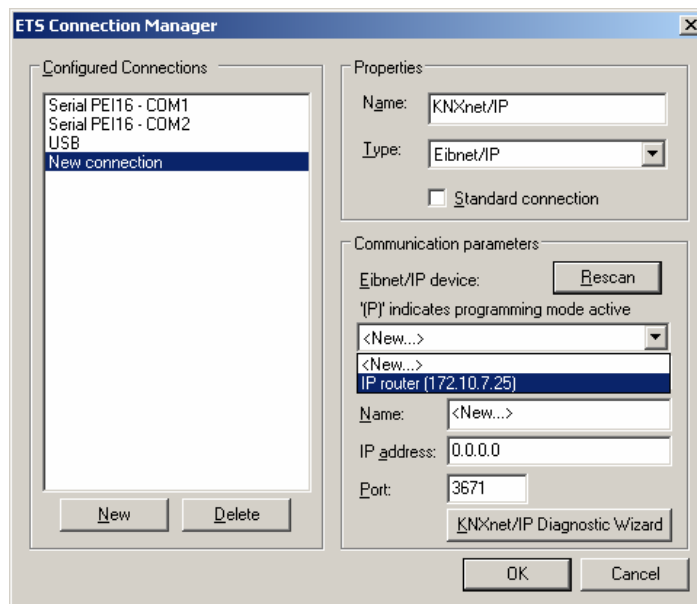 ETS Connection Manager
Configured Connections
Serial PEI16 - COM1
Serial PEI16 - COM2
USB
New connection
New
Delete
Properties
Name:
KNXnet/IP
Type:
Eibnet/IP
Standard connection
Communication parameters
Eibnet/IP device:
Rescan
'(P)' indicates programming mode active
<New...>
<New...>
IP router (172.10.7.25)
Name:
<New...>
IP address:
0.0.0.0
Port:
3671
KNXnet/IP Diagnostic Wizard
OK
Cancel